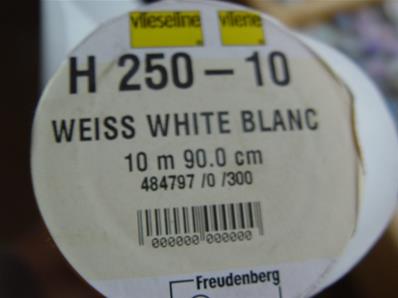 vlieseline vilene
H 250-10
WEISS WHITE BLANC
10 m 90.0 cm
484797 /0 /300
000000 000000
Freudenberg